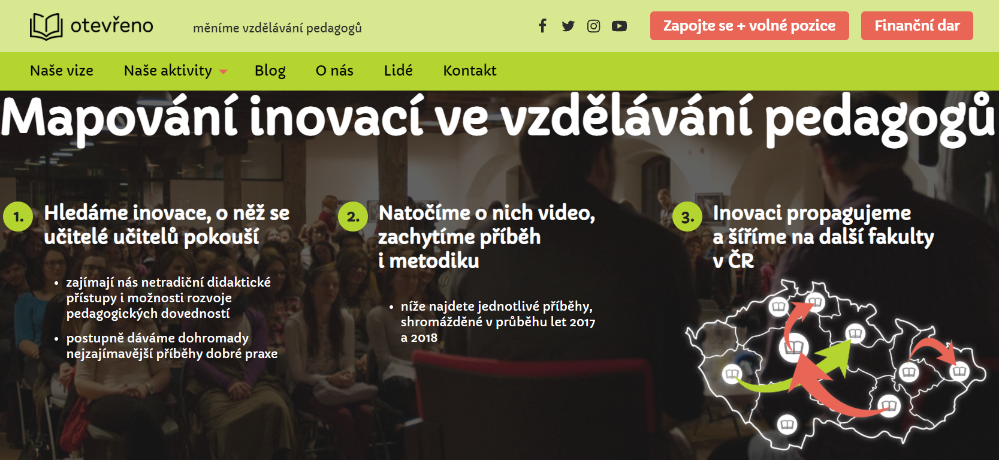 otevřeno
měníme vzdělávání pedagogů
Zapojte se + volné pozice
Finanční dar
Naše vize
Naše aktivity
Blog
O nás
Lidé
Kontakt
Mapování inovací ve vzdělávání pedagogů
1.
Hledáme inovace, o něž se
učitelé učitelů pokouší
• zajímají nás netradiční didaktické
přístupy i možnosti rozvoje
pedagogických dovedností
• postupně dáváme dohromady
nejzajímavější příběhy dobré praxe
2.
Natočíme o nich video,
zachytíme příběh
i metodiku
• níže najdete jednotlivé příběhy,
shromážděné v průběhu let 2017
a 2018
3.
Inovaci propagujeme
a šíříme na další fakulty
v ČR